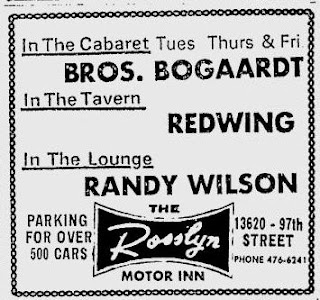 In The Cabaret Tues Thurs & Fri
BROS. BOGAARDT
In The Tavern
REDWING
In The Lounge
RANDY WILSON
THE
PARKING
FOR OVER
500 CARS
Rosslyn
MOTOR INN
13620 - 97th
STREET
PHONE 476-6241